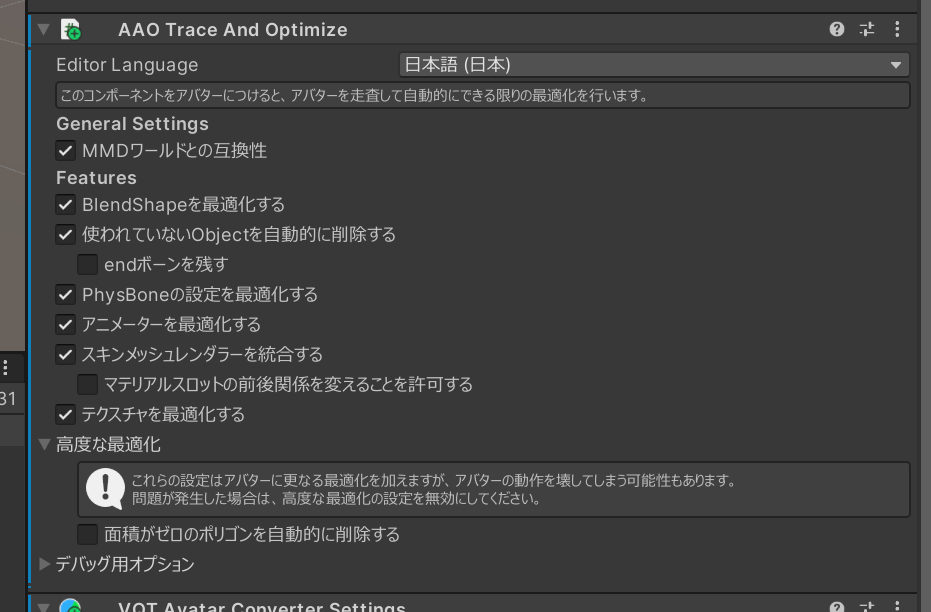 AAO Trace And Optimize
Editor Language
日本語 (日本)
このコンポーネントをアバターにつけると、アバターを走査して自動的にできる限りの最適化を行います。
General Settings
MMDワールドとの互換性
Features
BlendShapeを最適化する
使われていないObjectを自動的に削除する
endボーンを残す
PhysBoneの設定を最適化する
アニメーターを最適化する
スキンメッシュレンダラーを統合する
マテリアルスロットの前後関係を変えることを許可する
31
テクスチャを最適化する
高度な最適化
これらの設定はアバターに更なる最適化を加えますが、アバターの動作を壊してしまう可能性もあります。
問題が発生した場合は、高度な最適化の設定を無効にしてください。
面積がゼロのポリゴンを自動的に削除する
デバッグ用オプション
VQT Avatar Converter Settings